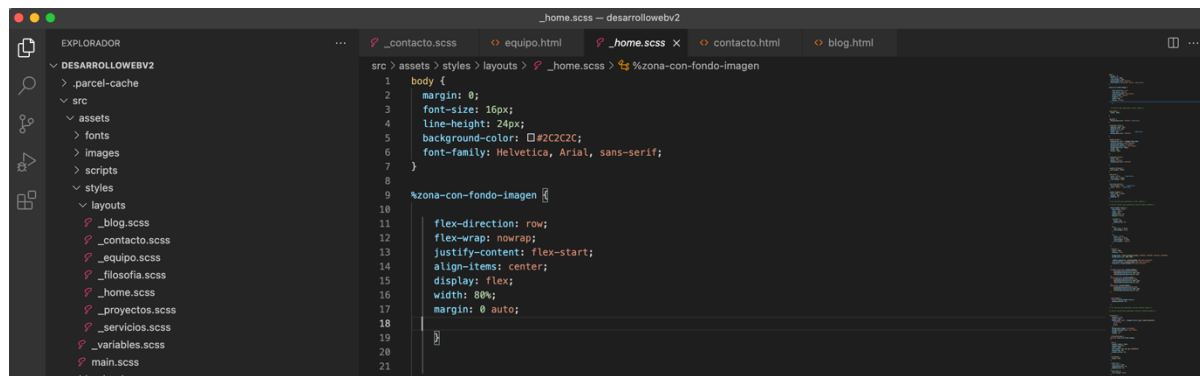 _home.scss — desarrollowebv2
EXPLORADOR
DESARROLLOWEBV2
.parcel-cache
src
assets
fonts
images
scripts
styles
layouts
_blog.scss
_contacto.scss
_equipo.scss
_filosofia.scss
_home.scss
_proyectos.scss
_servicios.scss
_variables.scss
main.scss
_contacto.scss equipo.html _home.scss × contacto.html blog.html
src > assets > styles > layouts > _home.scss > %zona-con-fondo-imagen
1 body {
2 margin: 0;
3 font-size: 16px;
4 line-height: 24px;
5 background-color: #2C2C2C;
6 font-family: Helvetica, Arial, sans-serif;
7 }
8
9 %zona-con-fondo-imagen {
10
11 flex-direction: row;
12 flex-wrap: nowrap;
13 justify-content: flex-start;
14 align-items: center;
15 display: flex;
16 width: 80%;
17 margin: 0 auto;
18
19 }
20
21